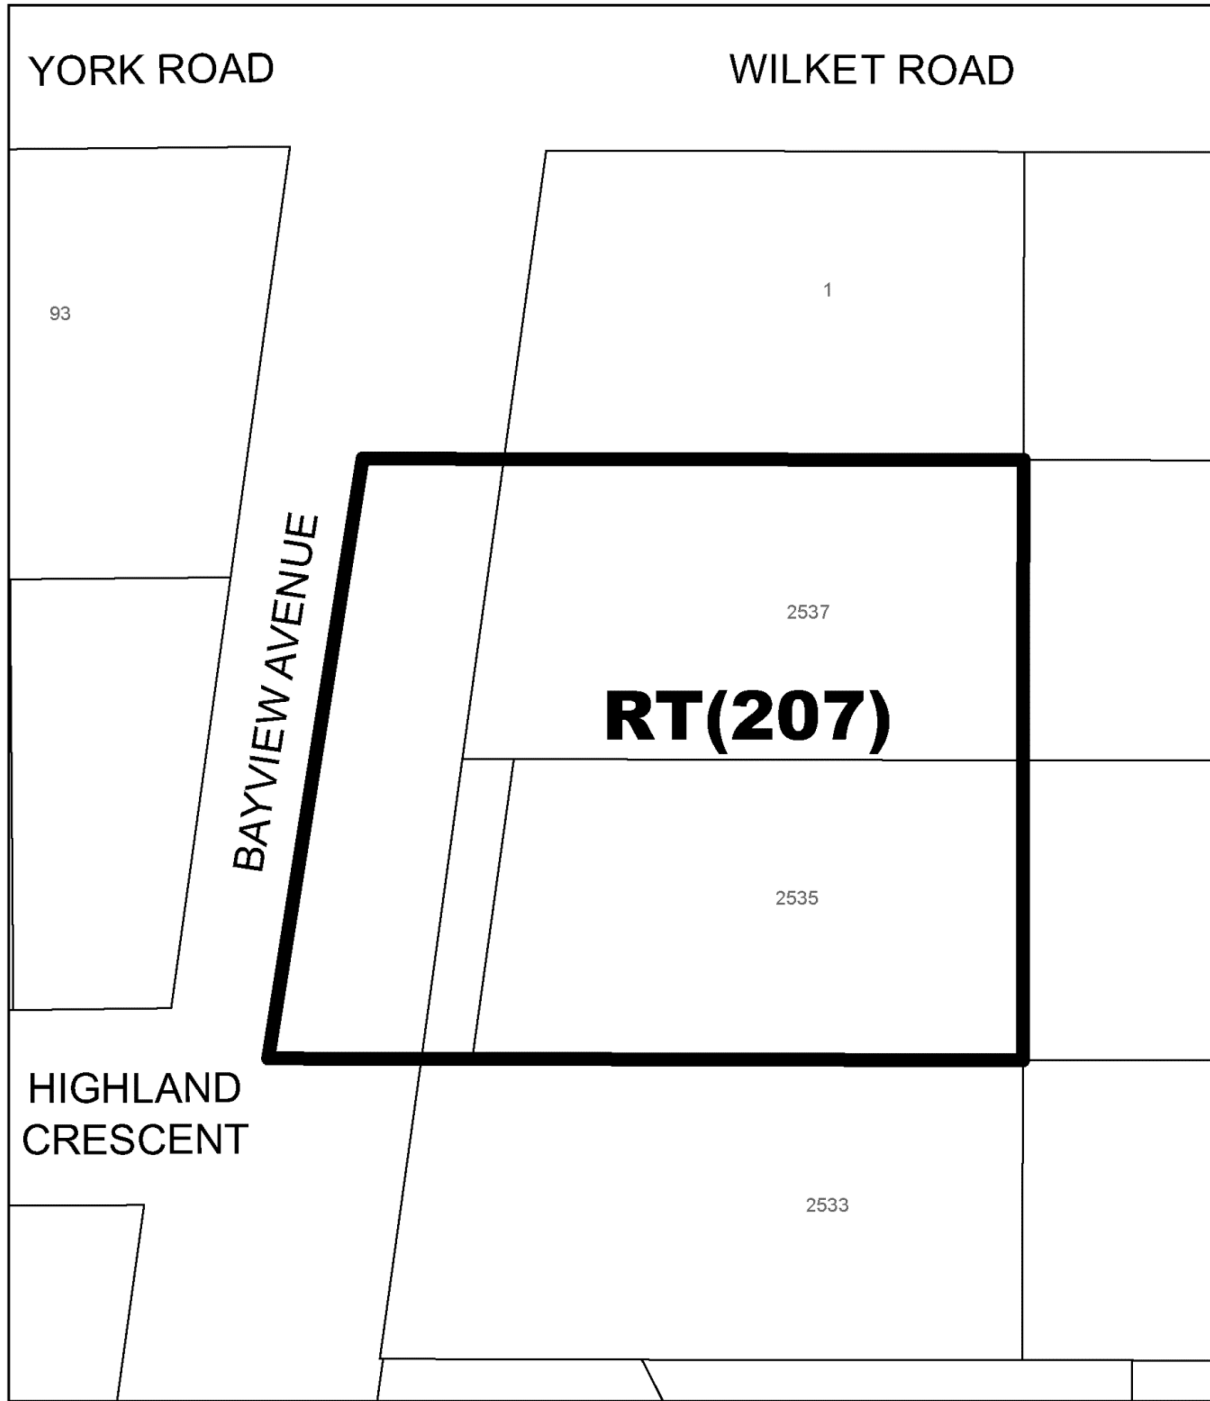 YORK ROAD
WILKET ROAD
1
93
2537
BAYVIEW AVENUE
RT(207)
2535
HIGHLAND
CRESCENT
2533